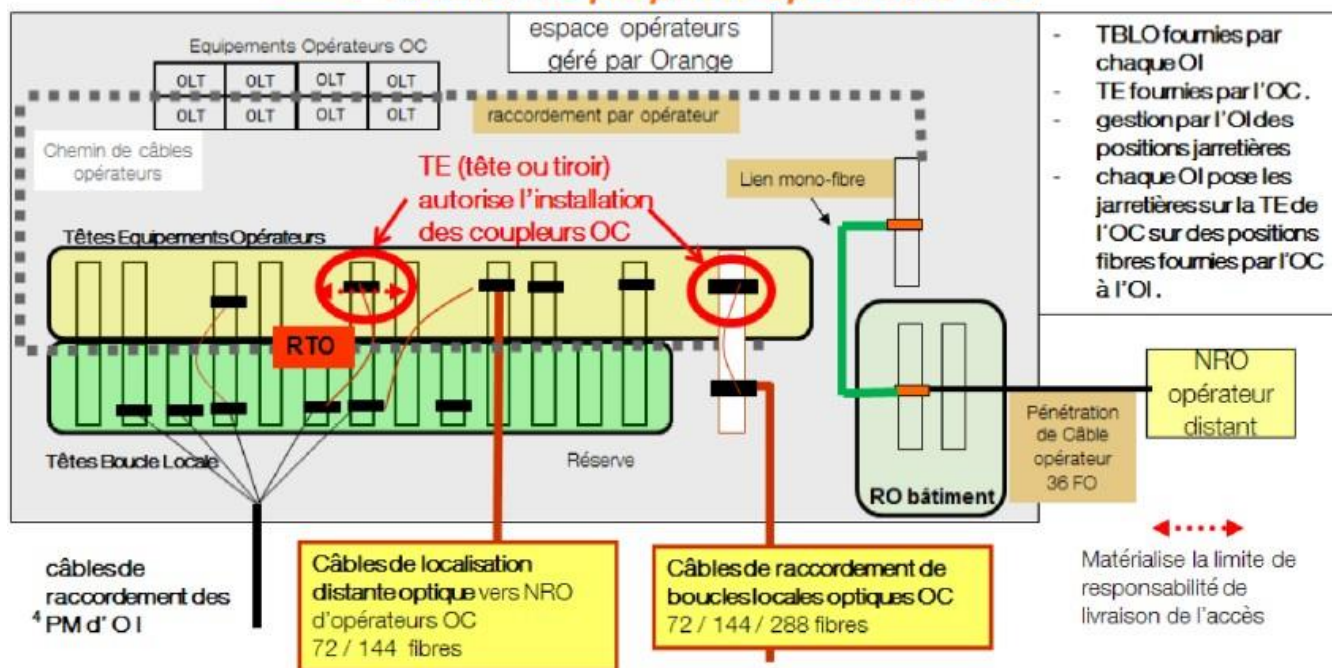 espace opérateurs
géré par Orange
Equipements Opérateurs OC
OLT OLT OLT OLT
OLT OLT OLT OLT
raccordement par opérateur
Chemin de câbles
opérateurs
TE (tête ou tiroir)
autorise l'installation
des coupleurs OC
Lien mono-fibre
Têtes Equipements Opérateurs
RTO
Têtes Boucle Locale
Réserve
RO bâtiment
- TBLO fournies par
chaque OI
- TE fournies par l'OC.
- gestion par l'OI des
positions jarretières
- chaque OI pose les
jarretières sur la TE de
l'OC sur des positions
fibres fournies par l'OC
à l'OI.
NRO
opérateur
distant
Pénétration
de Câble
opérateur
36 FO
câbles de
raccordement des
4 PM d' OI
Câbles de localisation
distante optique vers NRO
d'opérateurs OC
72 / 144 fibres
Câbles de raccordement de
boucles locales optiques OC
72 / 144 / 288 fibres
Matérialise la limite de
responsabilité de
livraison de l'accès